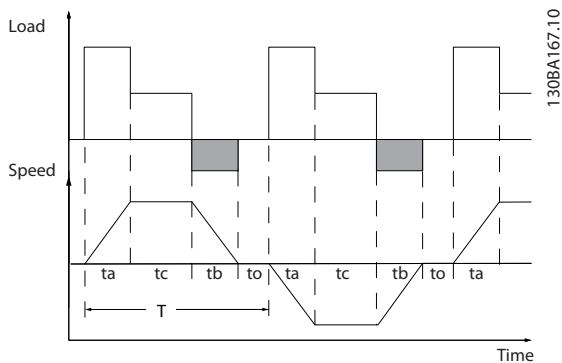 Load
130BA167.10
Speed
ta tc tb to ta tc tb to ta
T
Time